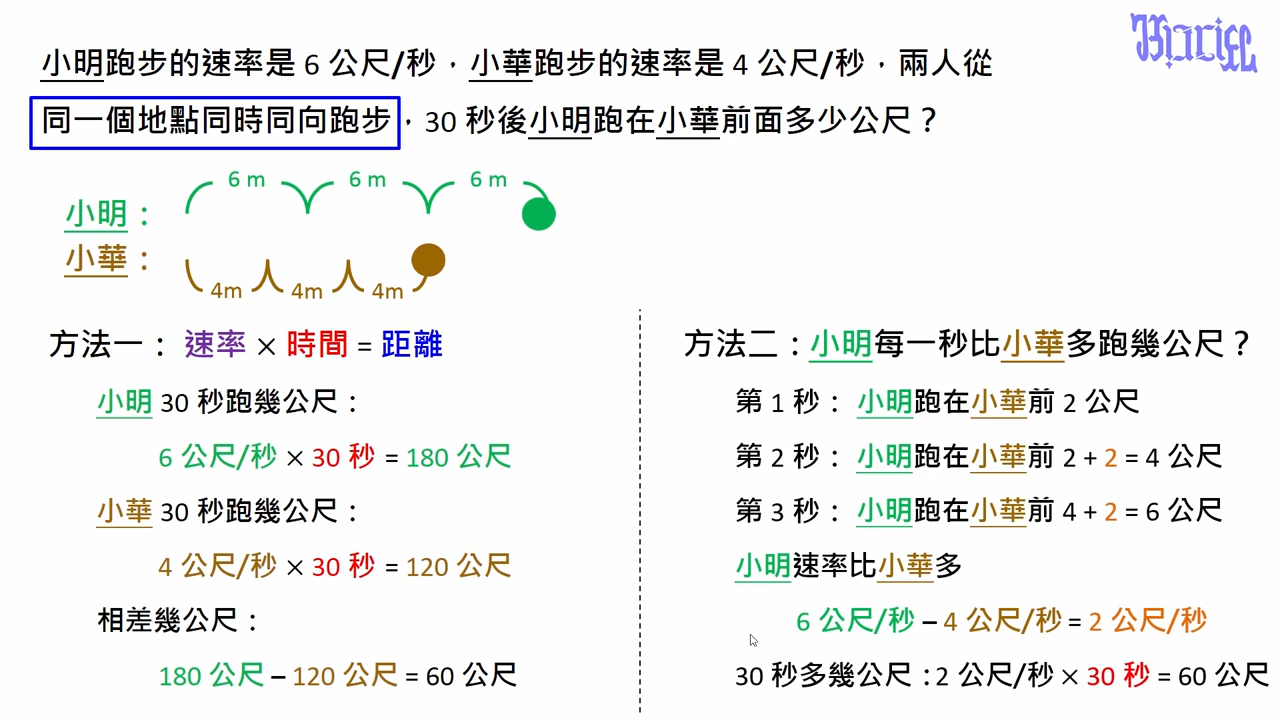 小明跑步的速率是 6 公尺/秒，小華跑步的速率是 4 公尺/秒，兩人從
同一個地點同時同向跑步，30 秒後小明跑在小華前面多少公尺？
6 m 6 m 6 m
小明：
小華：
4m 4m 4m
方法一： 速率 × 時間 = 距離
小明 30 秒跑幾公尺：
6 公尺/秒 × 30 秒 = 180 公尺
小華 30 秒跑幾公尺：
4 公尺/秒 × 30 秒 = 120 公尺
相差幾公尺：
180 公尺 – 120 公尺 = 60 公尺
方法二：小明每一秒比小華多跑幾公尺？
第 1 秒： 小明跑在小華前 2 公尺
第 2 秒： 小明跑在小華前 2 + 2 = 4 公尺
第 3 秒： 小明跑在小華前 4 + 2 = 6 公尺
小明速率比小華多
6 公尺/秒 – 4 公尺/秒 = 2 公尺/秒
30 秒多幾公尺：2 公尺/秒 × 30 秒 = 60 公尺